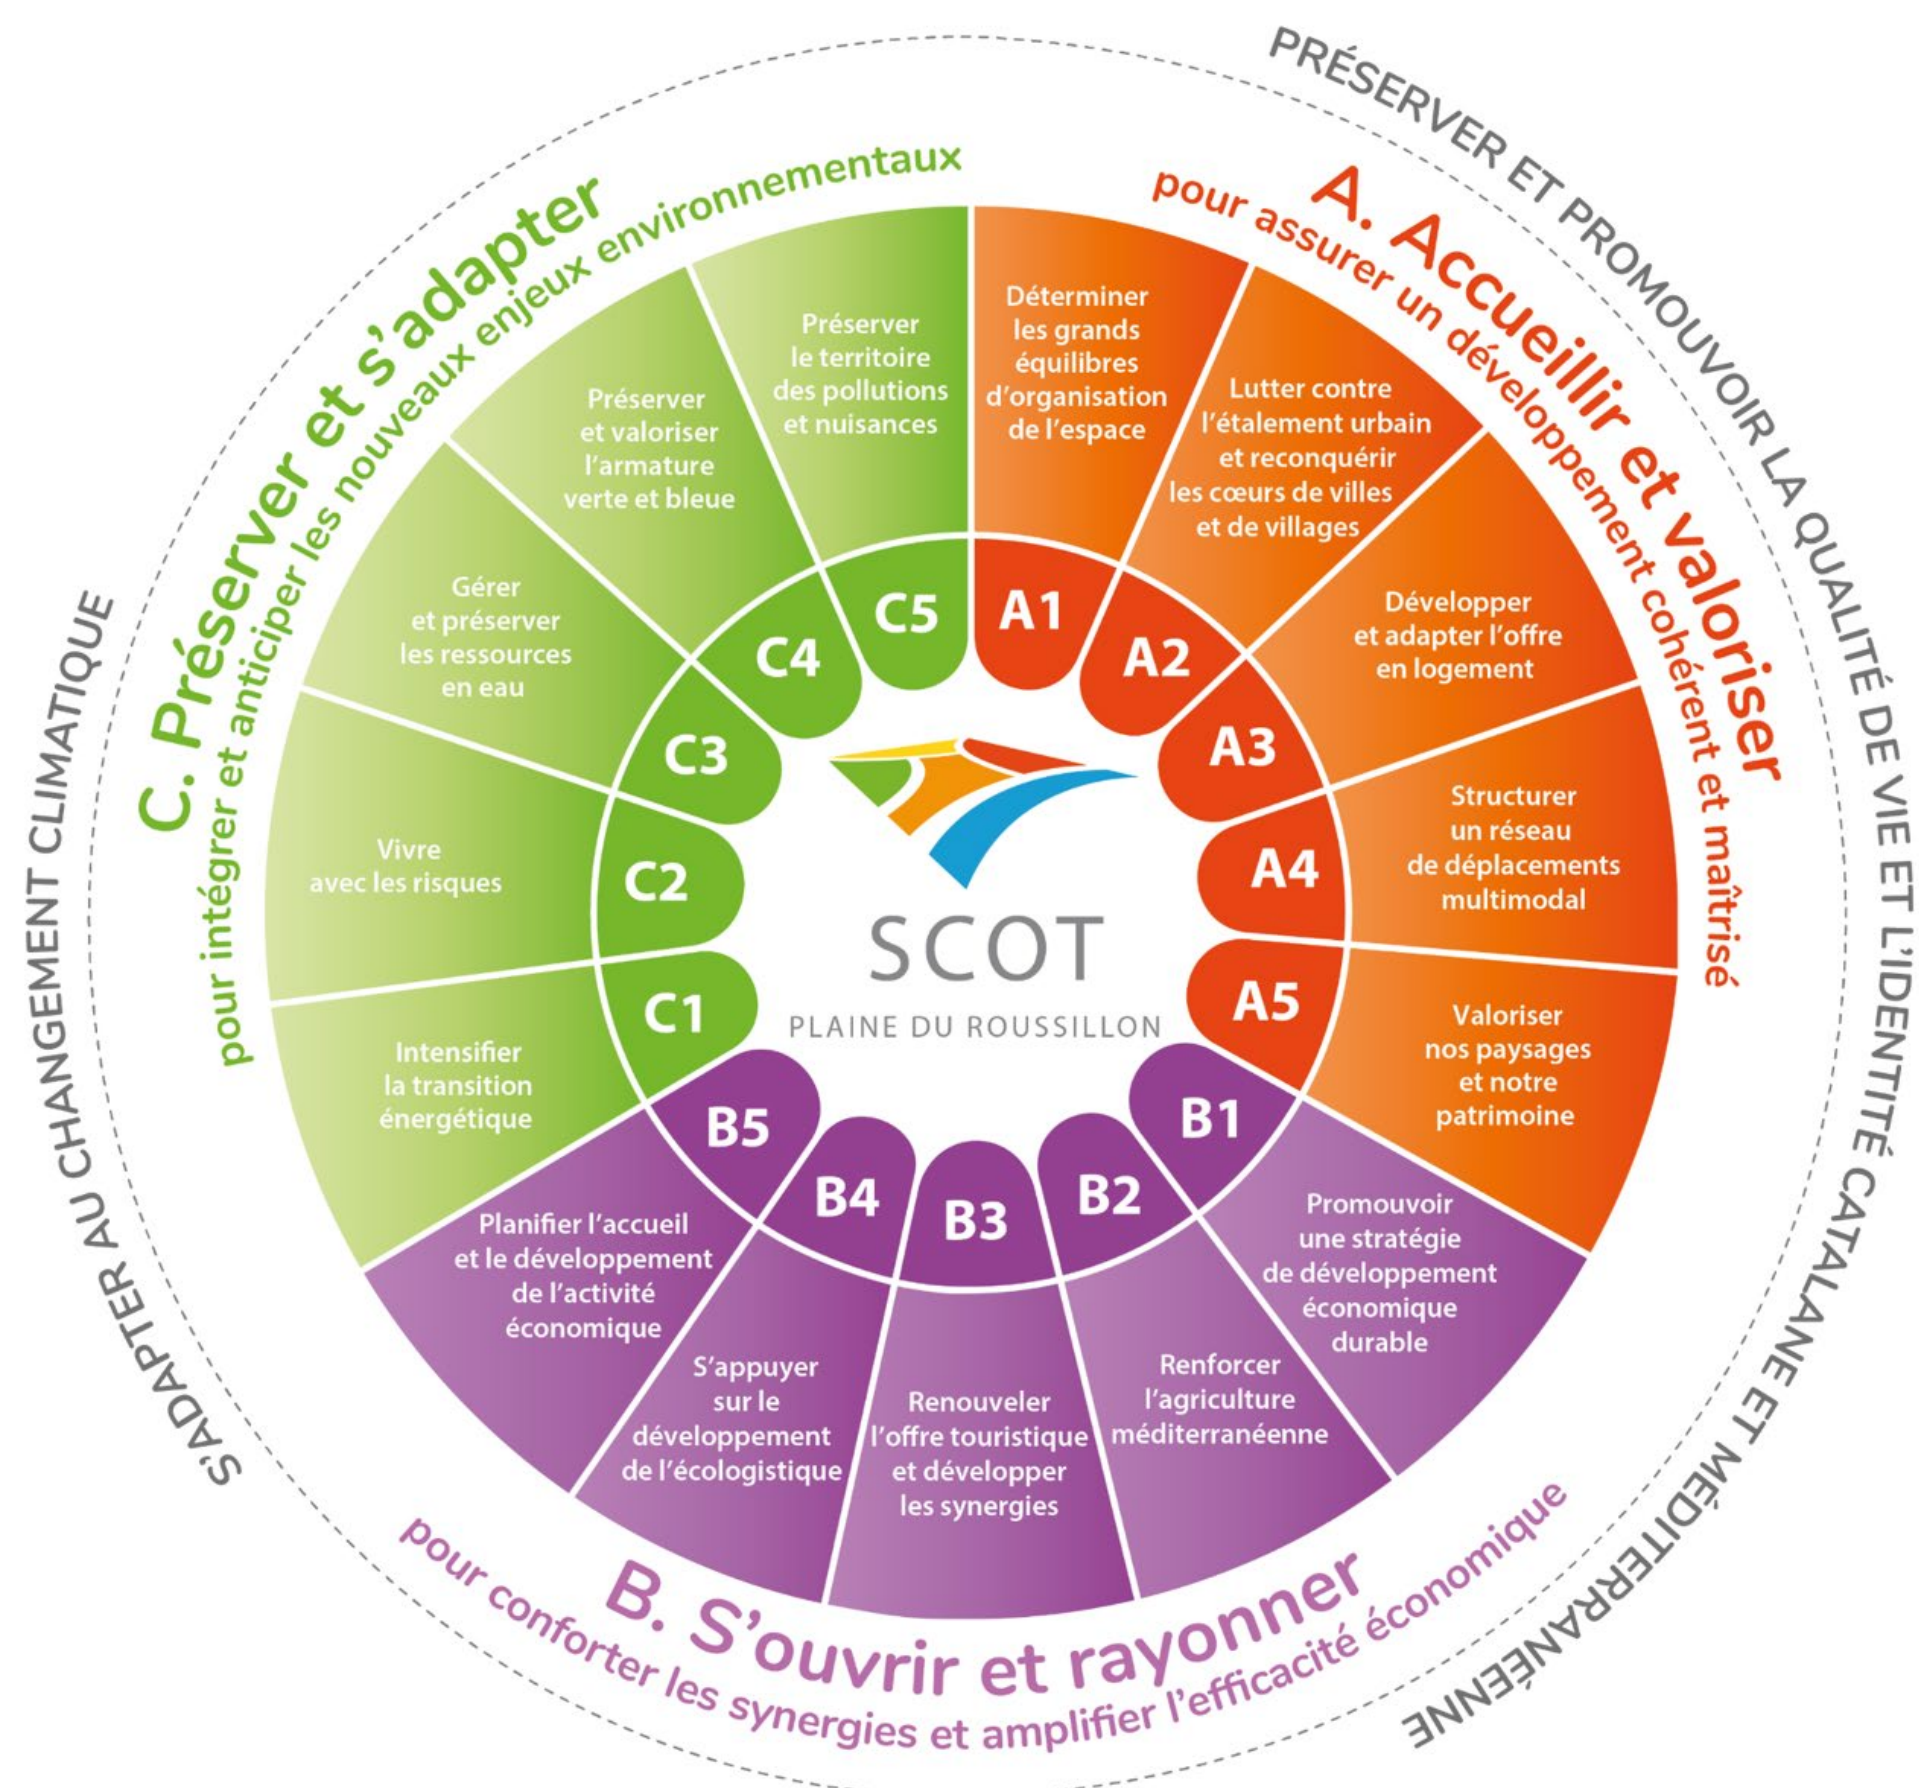 PRÉSERVER ET PROMOUVOIR LA QUALITÉ DE VIE ET L'IDENTITÉ CATALANE ET MÉDITERRANÉENNE
S'ADAPTER AU CHANGEMENT CLIMATIQUE
A. Accueillir et valoriser
pour assurer un développement cohérent et maîtrisé
A1
Déterminer
les grands
équilibres
d'organisation
de l'espace
A2
Lutter contre
l'étalement urbain
et reconquérir
les cœurs de villes
et de villages
A3
Développer
et adapter l'offre
en logement
A4
Structurer
un réseau
de déplacements
multimodal
A5
Valoriser
nos paysages
et notre
patrimoine
B. S'ouvrir et rayonner
pour conforter les synergies et amplifier l'efficacité économique
B1
Promouvoir
une stratégie
de développement
économique
durable
B2
Renforcer
l'agriculture
méditerranéenne
B3
Renouveler
l'offre touristique
et développer
les synergies
B4
S'appuyer
sur le
développement
de l'écologistique
B5
Planifier l'accueil
et le développement
de l'activité
économique
C. Préserver et s'adapter
pour intégrer et anticiper les nouveaux enjeux environnementaux
C1
Intensifier
la transition
énergétique
C2
Vivre
avec les risques
C3
Gérer
et préserver
les ressources
en eau
C4
Préserver
et valoriser
l'armature
verte et bleue
C5
Préserver
le territoire
des pollutions
et nuisances
SCOT
PLAINE DU ROUSSILLON